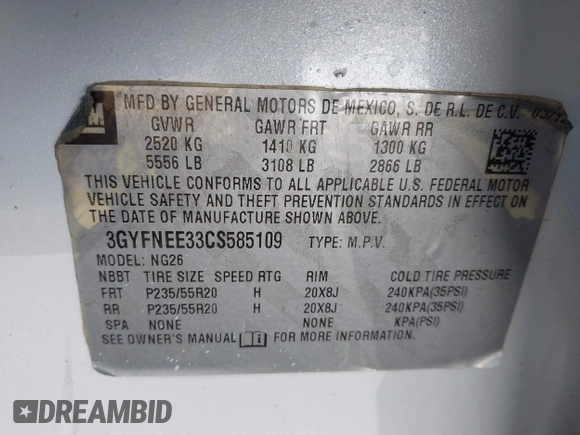 GM
MFD BY GENERAL MOTORS DE MEXICO, S. DE R.L. DE C.V.
GVWR GAWR FRT GAWR RR
2520 KG 1410 KG 1300 KG
5556 LB 3108 LB 2866 LB
THIS VEHICLE CONFORMS TO ALL APPLICABLE U.S. FEDERAL MOTOR
VEHICLE SAFETY AND THEFT PREVENTION STANDARDS IN EFFECT ON
THE DATE OF MANUFACTURE SHOWN ABOVE.
3GYFNEE33CS585109 TYPE: M.P.V.
MODEL: NG26
NBBT TIRE SIZE SPEED RTG RIM COLD TIRE PRESSURE
FRT P235/55R20 H 20X8J 240KPA(35PSI)
RR P235/55R20 H 20X8J 240KPA(35PSI)
SPA NONE NONE KPA(PSI)
SEE OWNER'S MANUAL FOR MORE INFORMATION.
DREAMBID